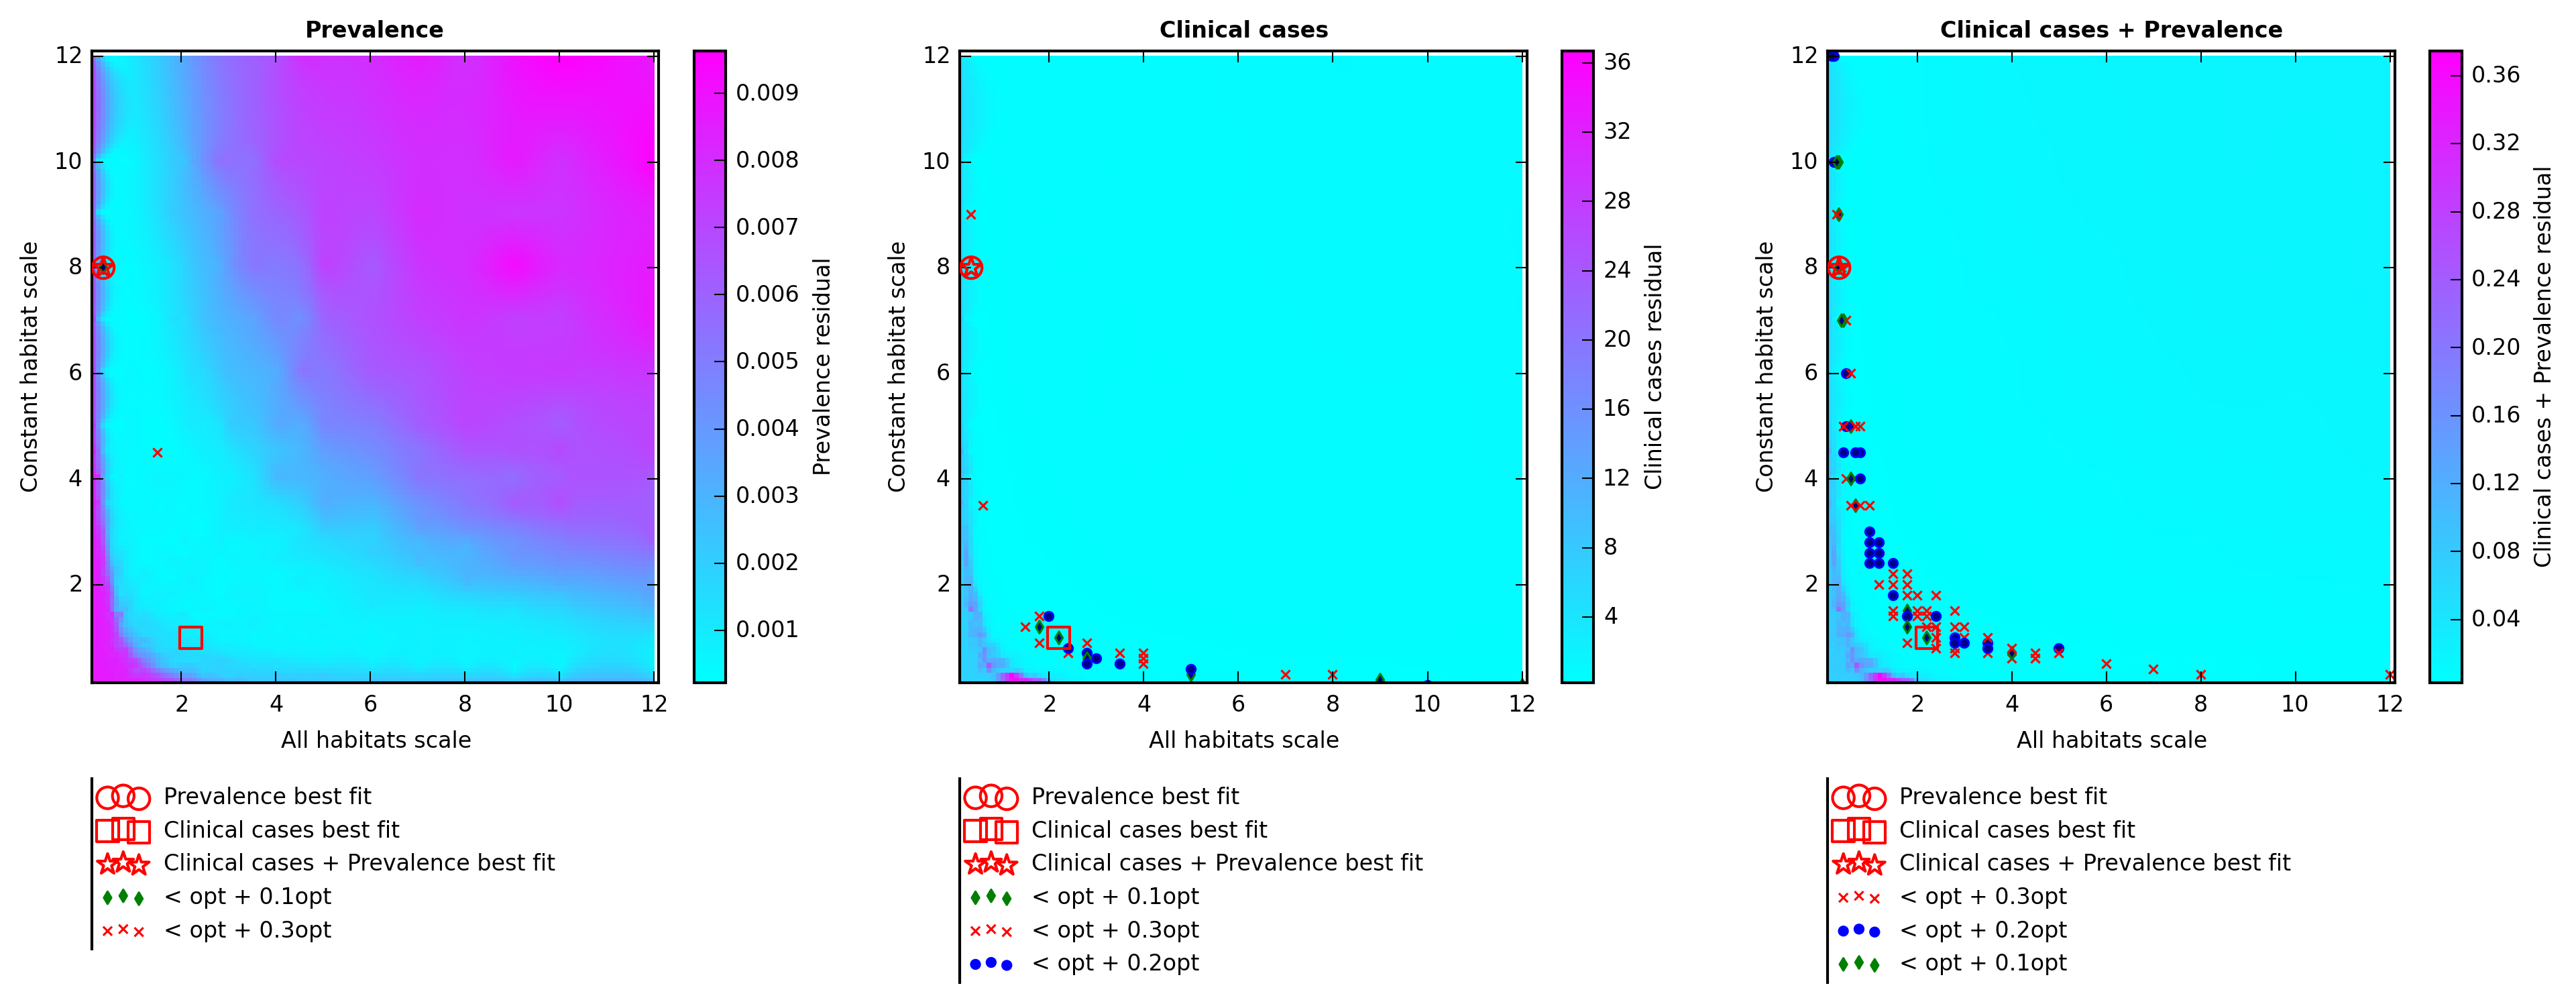 Prevalence
12
10
8
6
4
2
2 4 6 8 10 12
Constant habitat scale
All habitats scale
0.009
0.008
0.007
0.006
0.005
0.004
0.003
0.002
0.001
Prevalence residual
Prevalence best fit
Clinical cases best fit
Clinical cases + Prevalence best fit
< opt + 0.1opt
< opt + 0.3opt
Clinical cases
12
10
8
6
4
2
2 4 6 8 10 12
Constant habitat scale
All habitats scale
36
32
28
24
20
16
12
8
4
Clinical cases residual
Prevalence best fit
Clinical cases best fit
Clinical cases + Prevalence best fit
< opt + 0.1opt
< opt + 0.3opt
< opt + 0.2opt
Clinical cases + Prevalence
12
10
8
6
4
2
2 4 6 8 10 12
Constant habitat scale
All habitats scale
0.36
0.32
0.28
0.24
0.20
0.16
0.12
0.08
0.04
Clinical cases + Prevalence residual
Prevalence best fit
Clinical cases best fit
Clinical cases + Prevalence best fit
< opt + 0.3opt
< opt + 0.2opt
< opt + 0.1opt